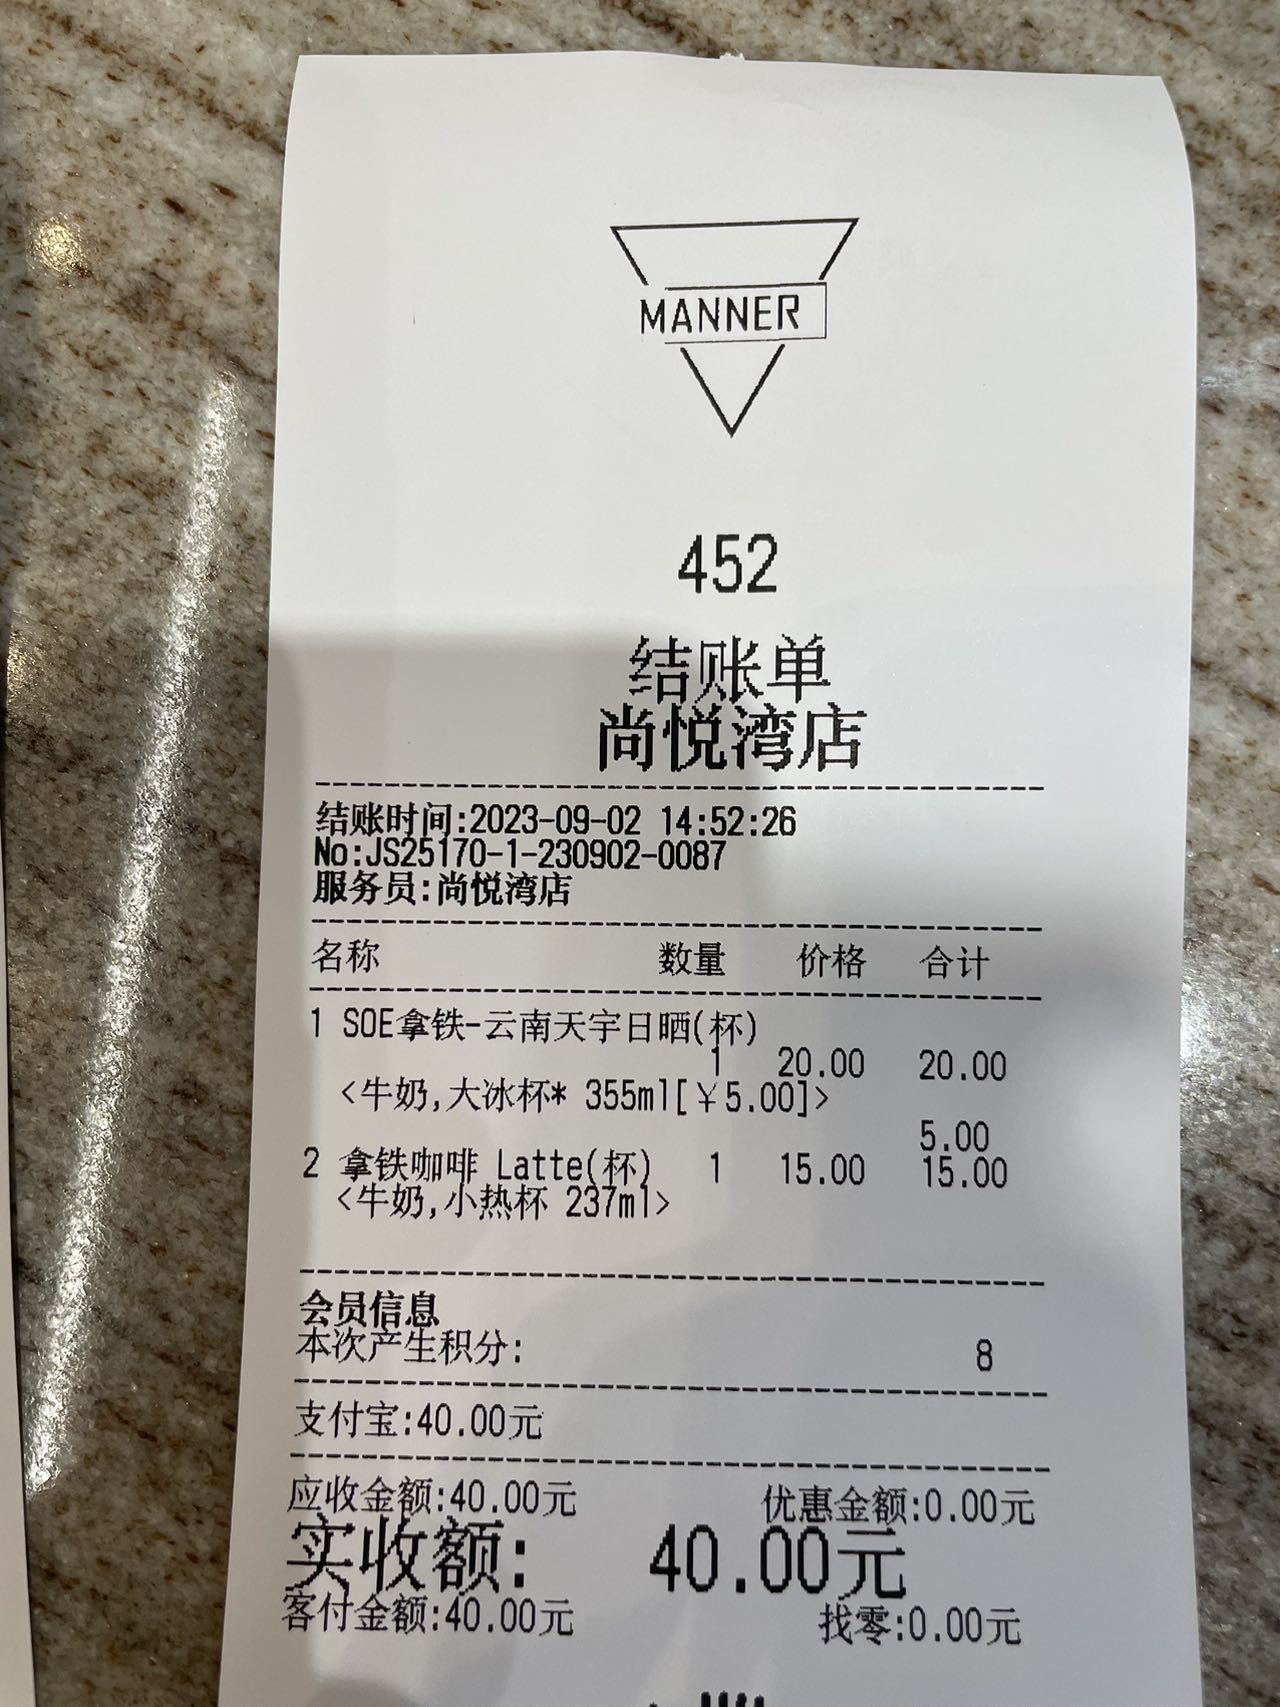 MANNER
452
结账单
尚悦湾店
结账时间:2023-09-02 14:52:26
No:JS25170-1-230902-0087
服务员:尚悦湾店
名称 数量 价格 合计
1 SOE拿铁-云南天宇日晒(杯)
1 20.00 20.00
<牛奶,大冰杯* 355ml[¥5.00]>
5.00
2 拿铁咖啡 Latte(杯) 1 15.00 15.00
<牛奶,小热杯 237ml>
会员信息
本次产生积分: 8
支付宝:40.00元
应收金额:40.00元 优惠金额:0.00元
实收额: 40.00元
客付金额:40.00元 找零:0.00元